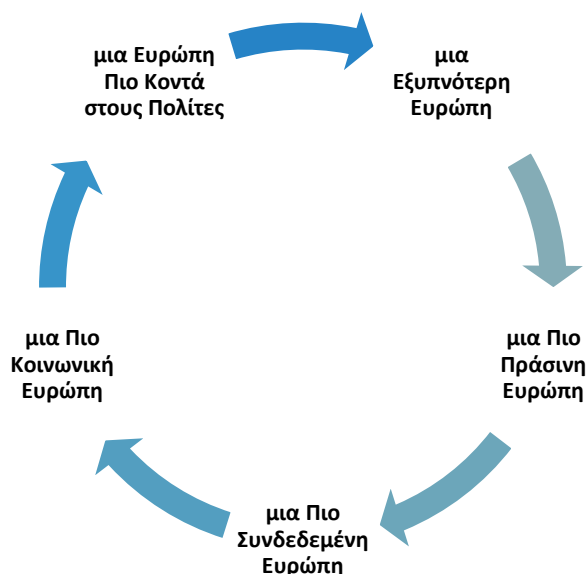 μια Ευρώπη
Πιο Κοντά
στους Πολίτες
μια
Εξυπνότερη
Ευρώπη
μια Πιο
Πράσινη
Ευρώπη
μια Πιο
Συνδεδεμένη
Ευρώπη
μια Πιο
Κοινωνική
Ευρώπη